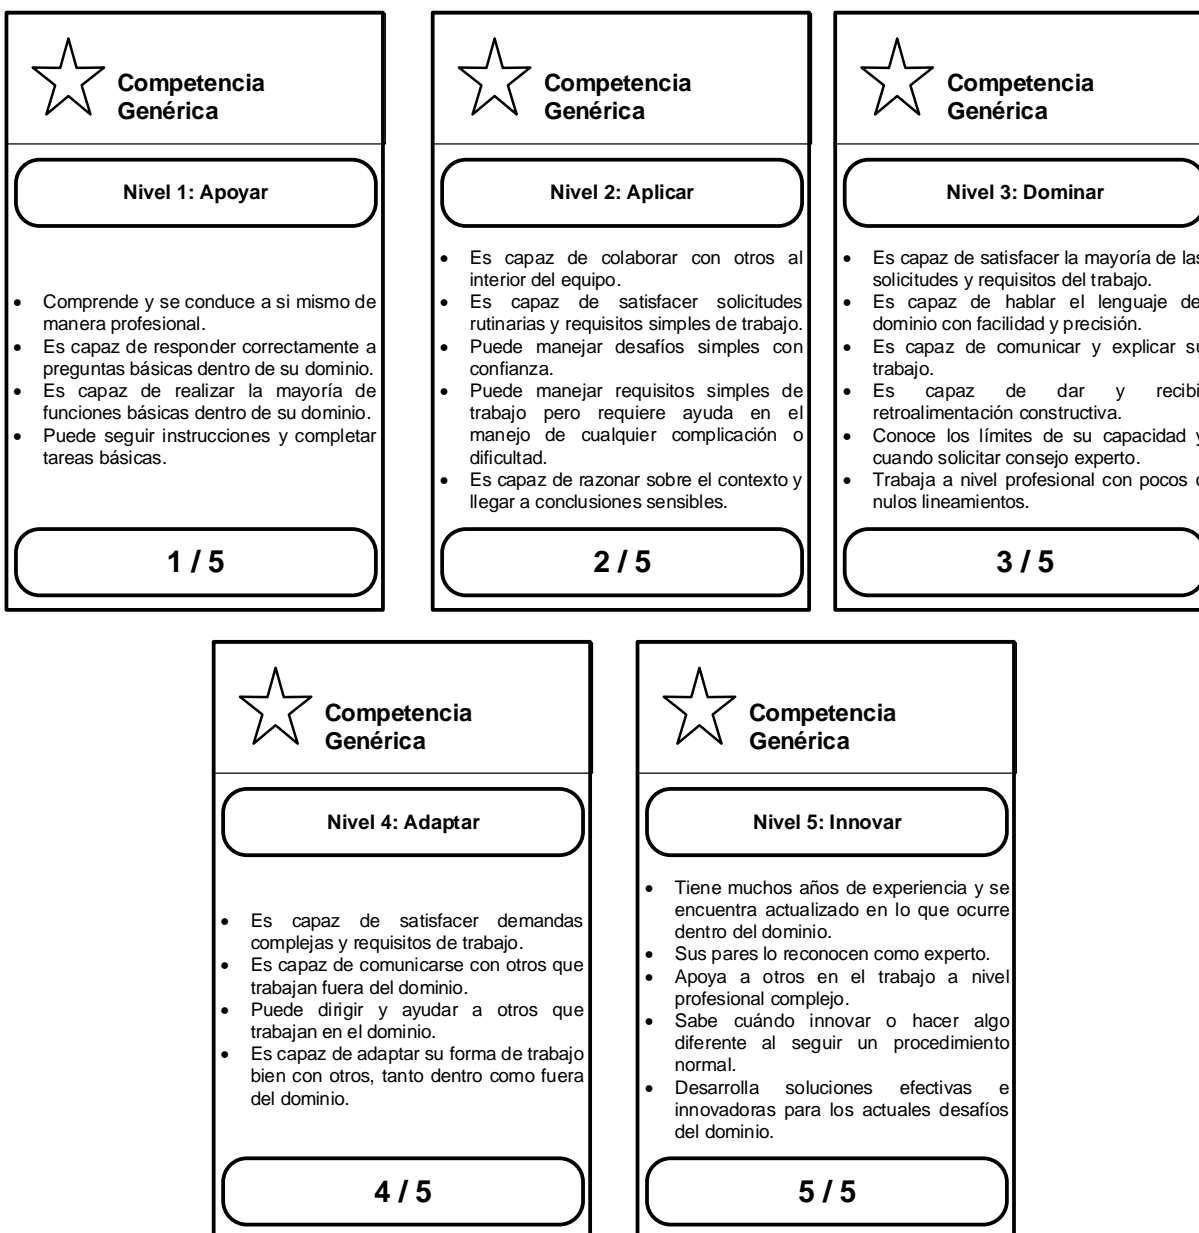 Competencia
Genérica
Nivel 1: Apoyar
• Comprende y se conduce a si mismo de
manera profesional.
• Es capaz de responder correctamente a
preguntas básicas dentro de su dominio.
• Es capaz de realizar la mayoría de
funciones básicas dentro de su dominio.
• Puede seguir instrucciones y completar
tareas básicas.
1 / 5
Competencia
Genérica
Nivel 2: Aplicar
• Es capaz de colaborar con otros al
interior del equipo.
• Es capaz de satisfacer solicitudes
rutinarias y requisitos simples de trabajo.
• Puede manejar desafíos simples con
confianza.
• Puede manejar requisitos simples de
trabajo pero requiere ayuda en el
manejo de cualquier complicación o
dificultad.
• Es capaz de razonar sobre el contexto y
llegar a conclusiones sensibles.
2 / 5
Competencia
Genérica
Nivel 3: Dominar
• Es capaz de satisfacer la mayoría de las
solicitudes y requisitos del trabajo.
• Es capaz de hablar el lenguaje de
dominio con facilidad y precisión.
• Es capaz de comunicar y explicar su
trabajo.
• Es capaz de dar y recibi
retroalimentación constructiva.
• Conoce los límites de su capacidad y
cuando solicitar consejo experto.
• Trabaja a nivel profesional con pocos o
nulos lineamientos.
3 / 5
Competencia
Genérica
Nivel 4: Adaptar
• Es capaz de satisfacer demandas
complejas y requisitos de trabajo.
• Es capaz de comunicarse con otros que
trabajan fuera del dominio.
• Puede dirigir y ayudar a otros que
trabajan en el dominio.
• Es capaz de adaptar su forma de trabajo
bien con otros, tanto dentro como fuera
del dominio.
4 / 5
Competencia
Genérica
Nivel 5: Innovar
• Tiene muchos años de experiencia y se
encuentra actualizado en lo que ocurre
dentro del dominio.
• Sus pares lo reconocen como experto.
• Apoya a otros en el trabajo a nivel
profesional complejo.
• Sabe cuándo innovar o hacer algo
diferente al seguir un procedimiento
normal.
• Desarrolla soluciones efectivas e
innovadoras para los actuales desafíos
del dominio.
5 / 5